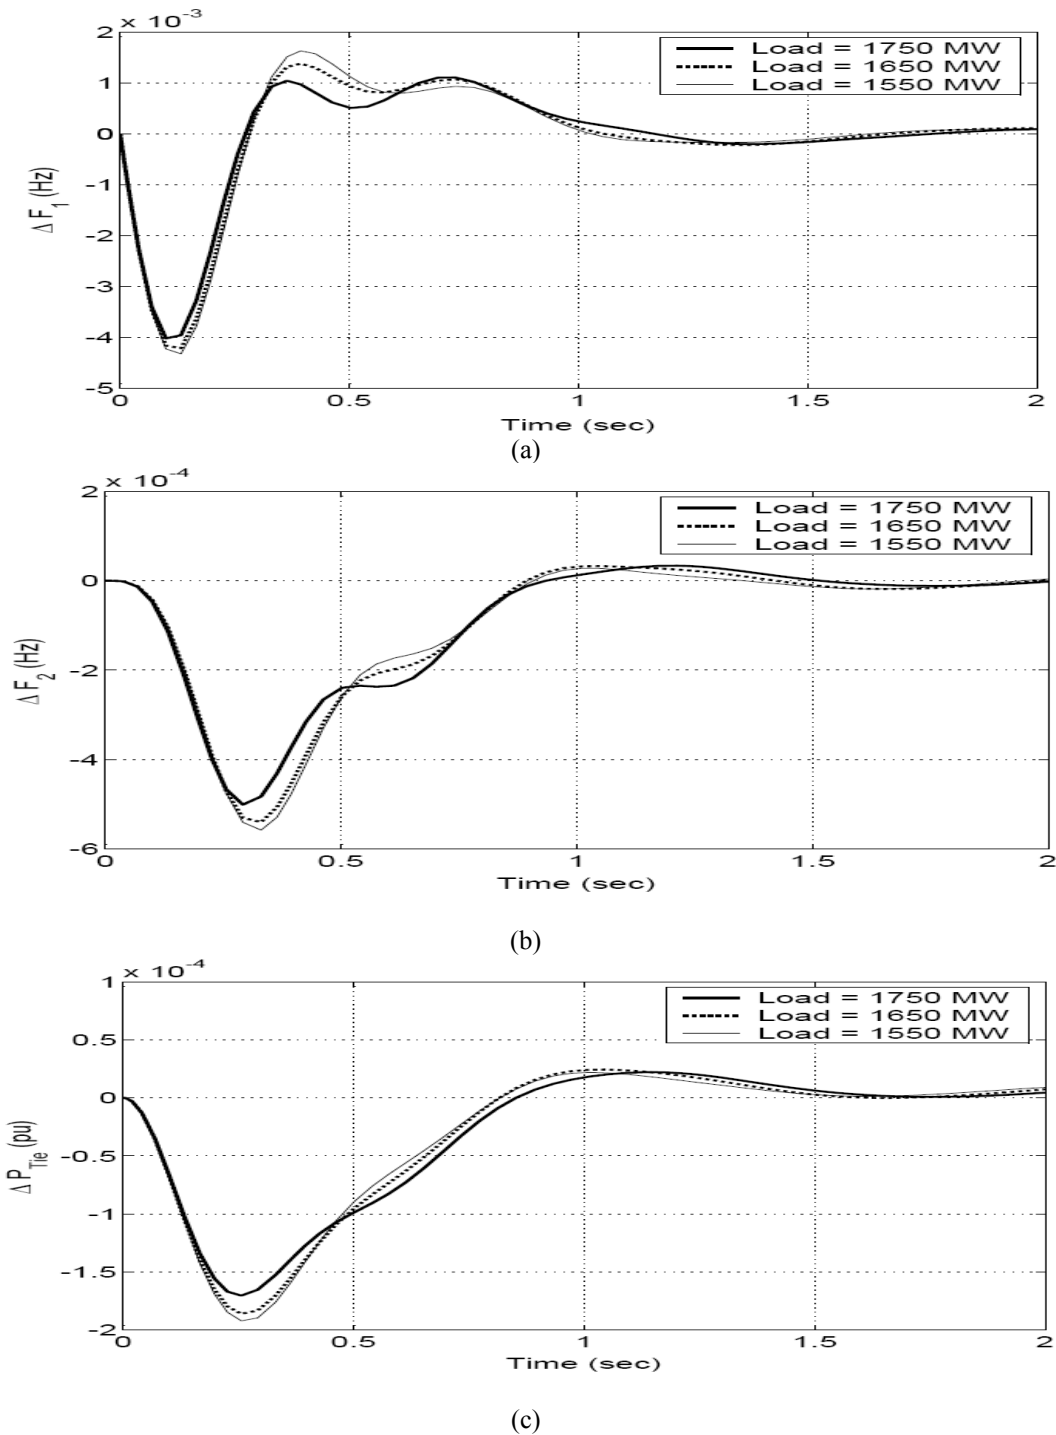 2 × 10⁻³
1
0
-1
-2
-3
-4
-5
Δ F₁ (Hz)
Load = 1750 MW
Load = 1650 MW
Load = 1550 MW
0 0.5 1 1.5 2
Time (sec)
(a)
2 × 10⁻⁴
0
-2
-4
-6
Δ F₂ (Hz)
Load = 1750 MW
Load = 1650 MW
Load = 1550 MW
0 0.5 1 1.5 2
Time (sec)
(b)
1 × 10⁻⁴
0.5
0
-0.5
-1
-1.5
-2
Δ P_Tie (pu)
Load = 1750 MW
Load = 1650 MW
Load = 1550 MW
0 0.5 1 1.5 2
Time (sec)
(c)